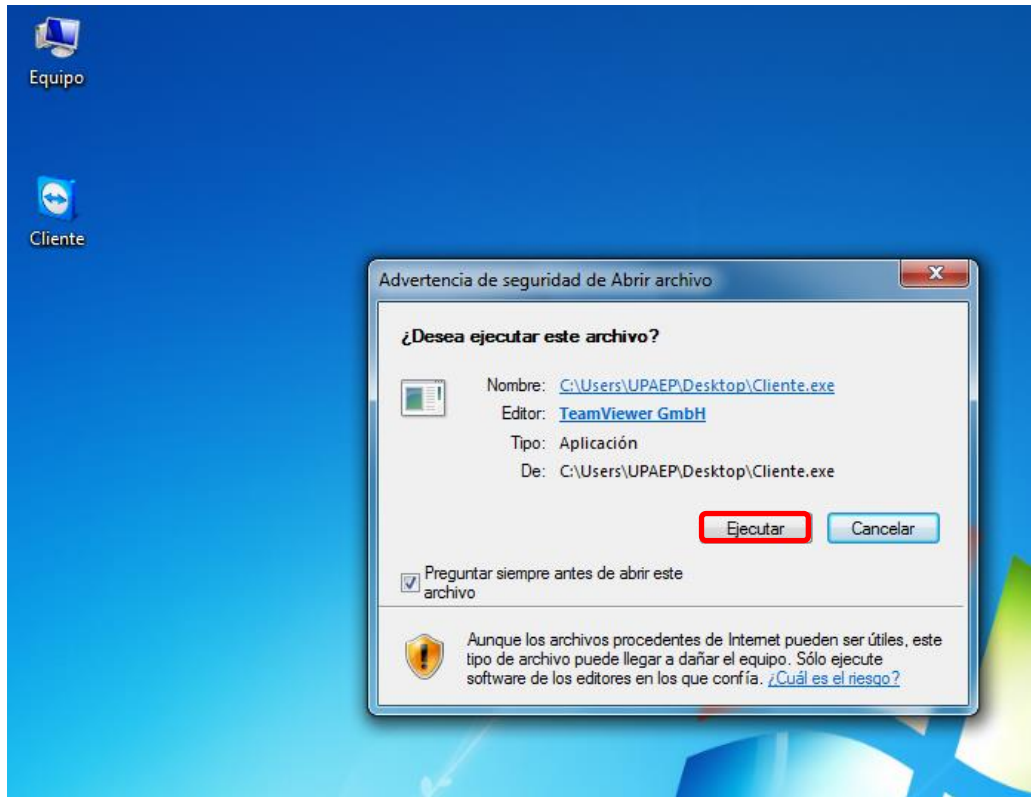 Equipo
Cliente
Advertencia de seguridad de Abrir archivo
X
¿Desea ejecutar este archivo?
Nombre: C:\Users\UPAEP\Desktop\Cliente.exe
Editor: TeamViewer GmbH
Tipo: Aplicación
De: C:\Users\UPAEP\Desktop\Cliente.exe
Ejecutar Cancelar
Preguntar siempre antes de abrir este
archivo
Aunque los archivos procedentes de Internet pueden ser útiles, este
tipo de archivo puede llegar a dañar el equipo. Sólo ejecute
software de los editores en los que confía. ¿Cuál es el riesgo?